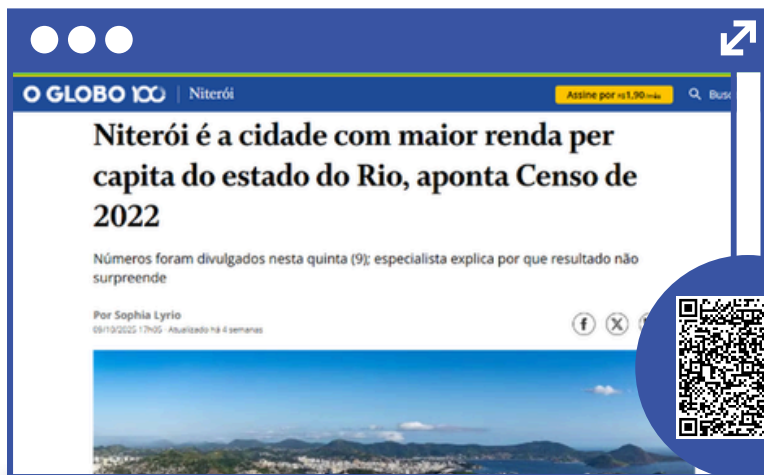 O GLOBO 100 | Niterói
Assine por R$1,90/mês
Busc
Niterói é a cidade com maior renda per
capita do estado do Rio, aponta Censo de
2022
Números foram divulgados nesta quinta (9); especialista explica por que resultado não
surpreende
Por Sophia Lyrio
09/10/2025 17h05 · Atualizado há 4 semanas